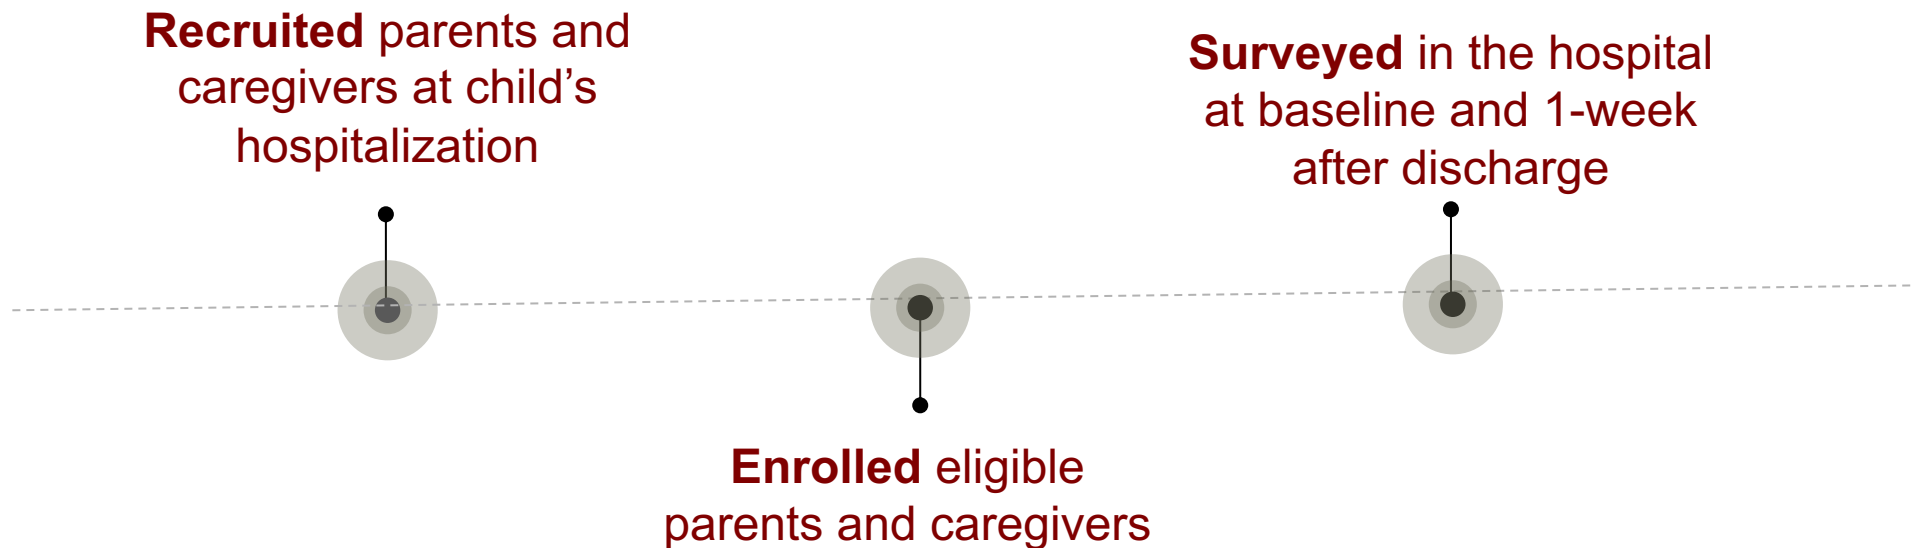 Recruited parents and
caregivers at child’s
hospitalization
Enrolled eligible
parents and caregivers
Surveyed in the hospital
at baseline and 1-week
after discharge